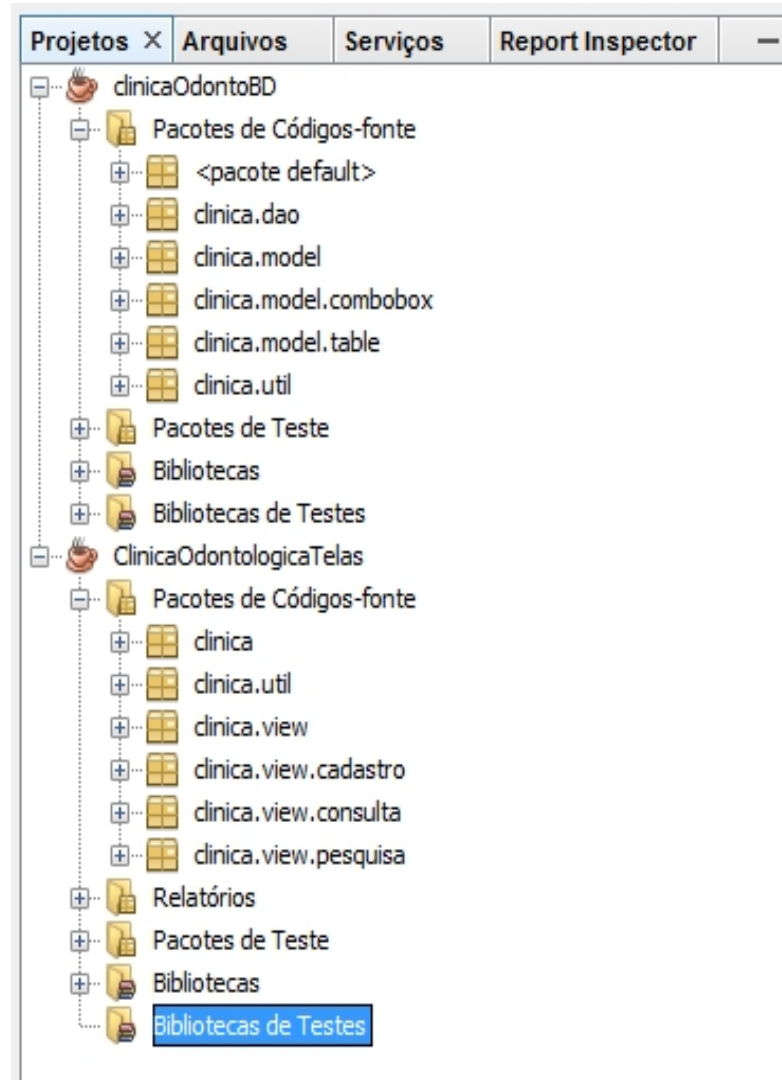 Projetos Arquivos Serviços Report Inspector
clinicaOdontoBD
Pacotes de Códigos-fonte
<pacote default>
clinica.dao
clinica.model
clinica.model.combobox
clinica.model.table
clinica.util
Pacotes de Teste
Bibliotecas
Bibliotecas de Testes
ClinicaOdontologicaTelas
Pacotes de Códigos-fonte
clinica
clinica.util
clinica.view
clinica.view.cadastro
clinica.view.consulta
clinica.view.pesquisa
Relatórios
Pacotes de Teste
Bibliotecas
Bibliotecas de Testes